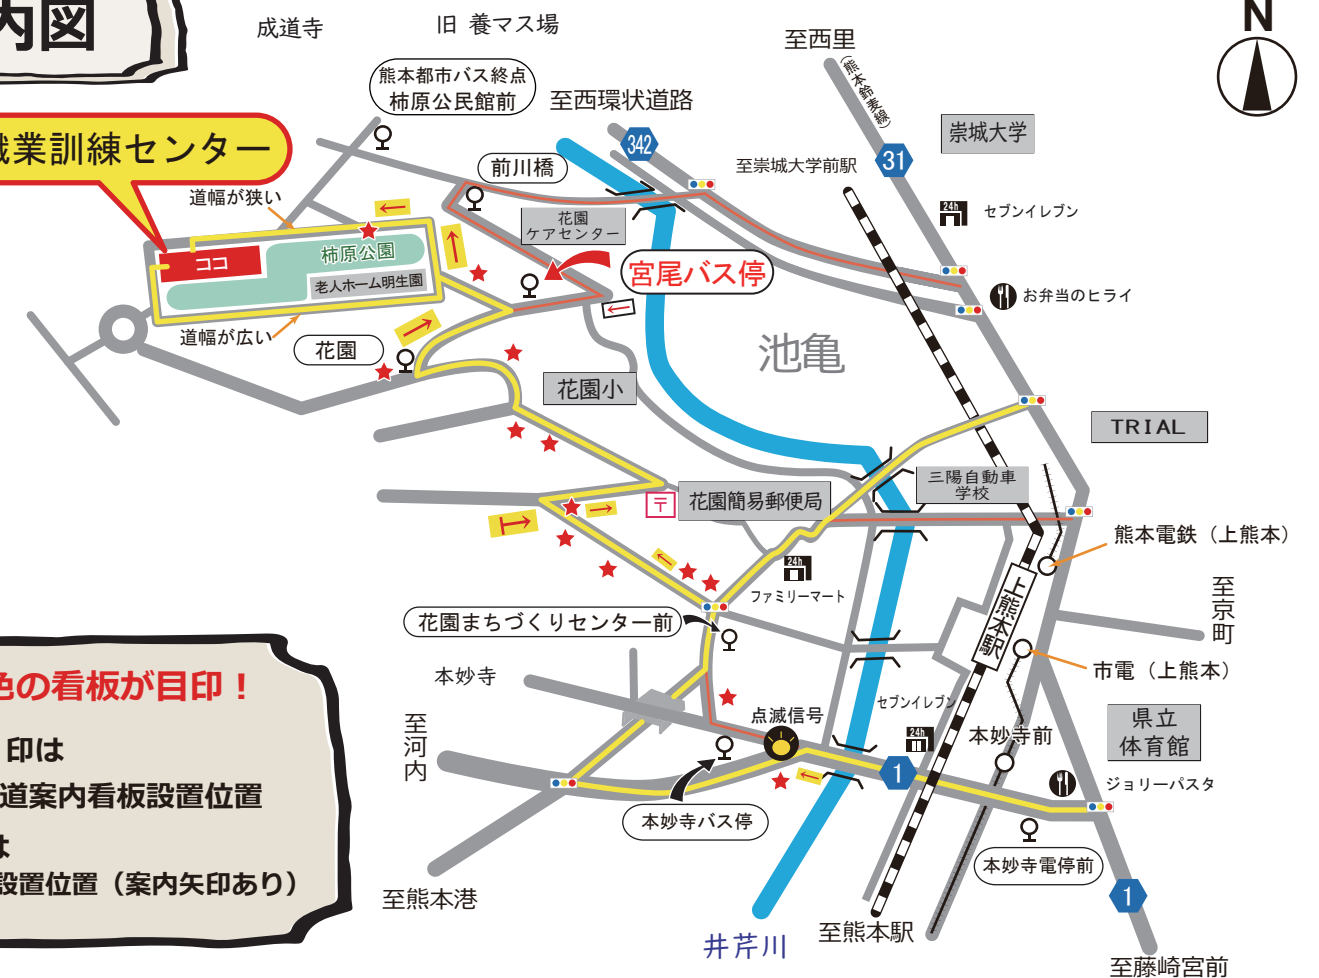 内図
成道寺
旧 養マス場
至西里
(熊本鈴麦線)
N
熊本都市バス終点
柿原公民館前
至西環状道路
342
31
崇城大学
職業訓練センター
道幅が狭い
前川橋
至崇城大学前駅
24h
セブンイレブン
花園
ケアセンター
柿原公園
ココ
老人ホーム明生園
宮尾バス停
お弁当のヒライ
道幅が広い
花園
池亀
花園小
TRIAL
三陽自動車
学校
〒
花園簡易郵便局
熊本電鉄（上熊本）
24h
ファミリーマート
上熊本駅
至京町
花園まちづくりセンター前
本妙寺
市電（上熊本）
色の看板が目印！
至河内
点滅信号
セブンイレブン
24h
本妙寺前
県立
体育館
印は
道案内看板設置位置
1
ジョリーパスタ
本妙寺バス停
は
設置位置（案内矢印あり）
本妙寺電停前
至熊本港
1
井芹川
至熊本駅
至藤崎宮前